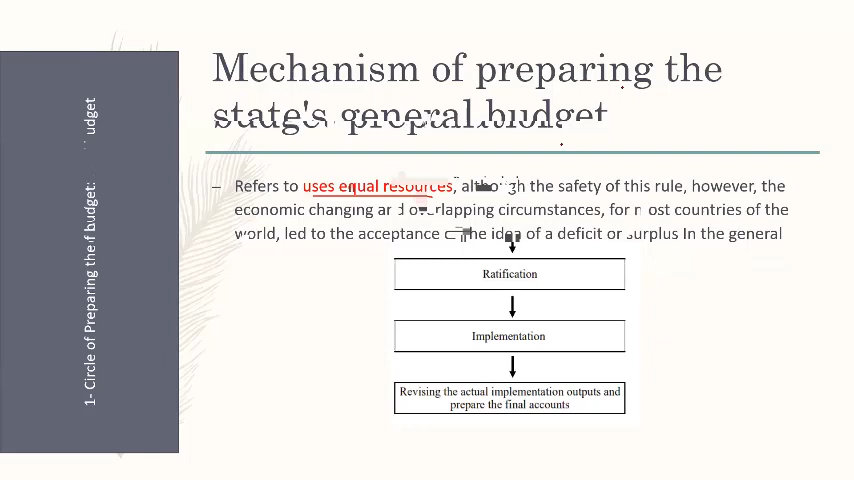 Mechanism of preparing the
state's general budget
1- Circle of Preparing the budget: udget
– Refers to uses equal resources, although the safety of this rule, however, the
economic changing and overlapping circumstances, for most countries of the
world, led to the acceptance the idea of a deficit or surplus In the general
Ratification
Implementation
Revising the actual implementation outputs and
prepare the final accounts